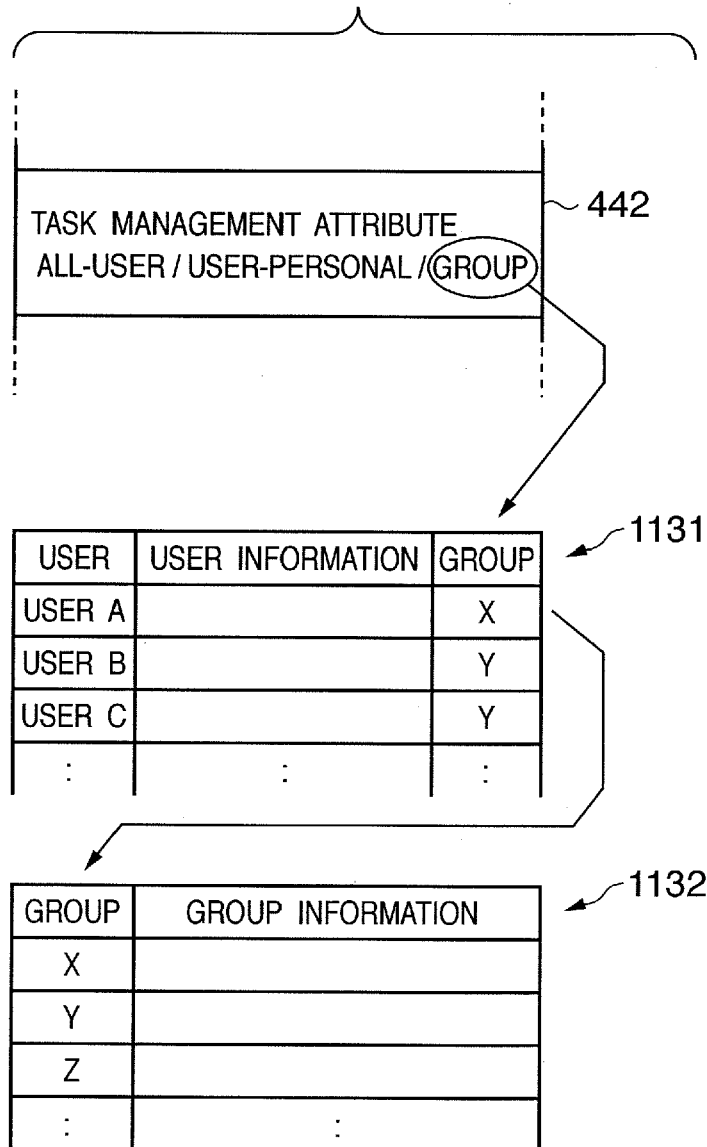 TASK MANAGEMENT ATTRIBUTE
ALL-USER / USER-PERSONAL / GROUP
442
1131
USER USER INFORMATION GROUP
USER A X
USER B Y
USER C Y
: : :
1132
GROUP GROUP INFORMATION
X
Y
Z
: :